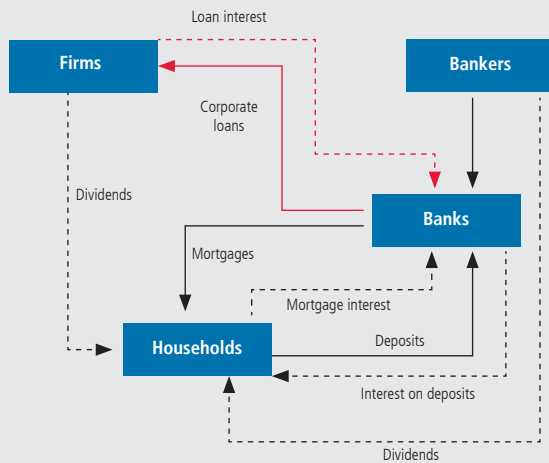 Loan interest
Firms
Bankers
Corporate
loans
Dividends
Banks
Mortgages
Mortgage interest
Households
Deposits
Interest on deposits
Dividends